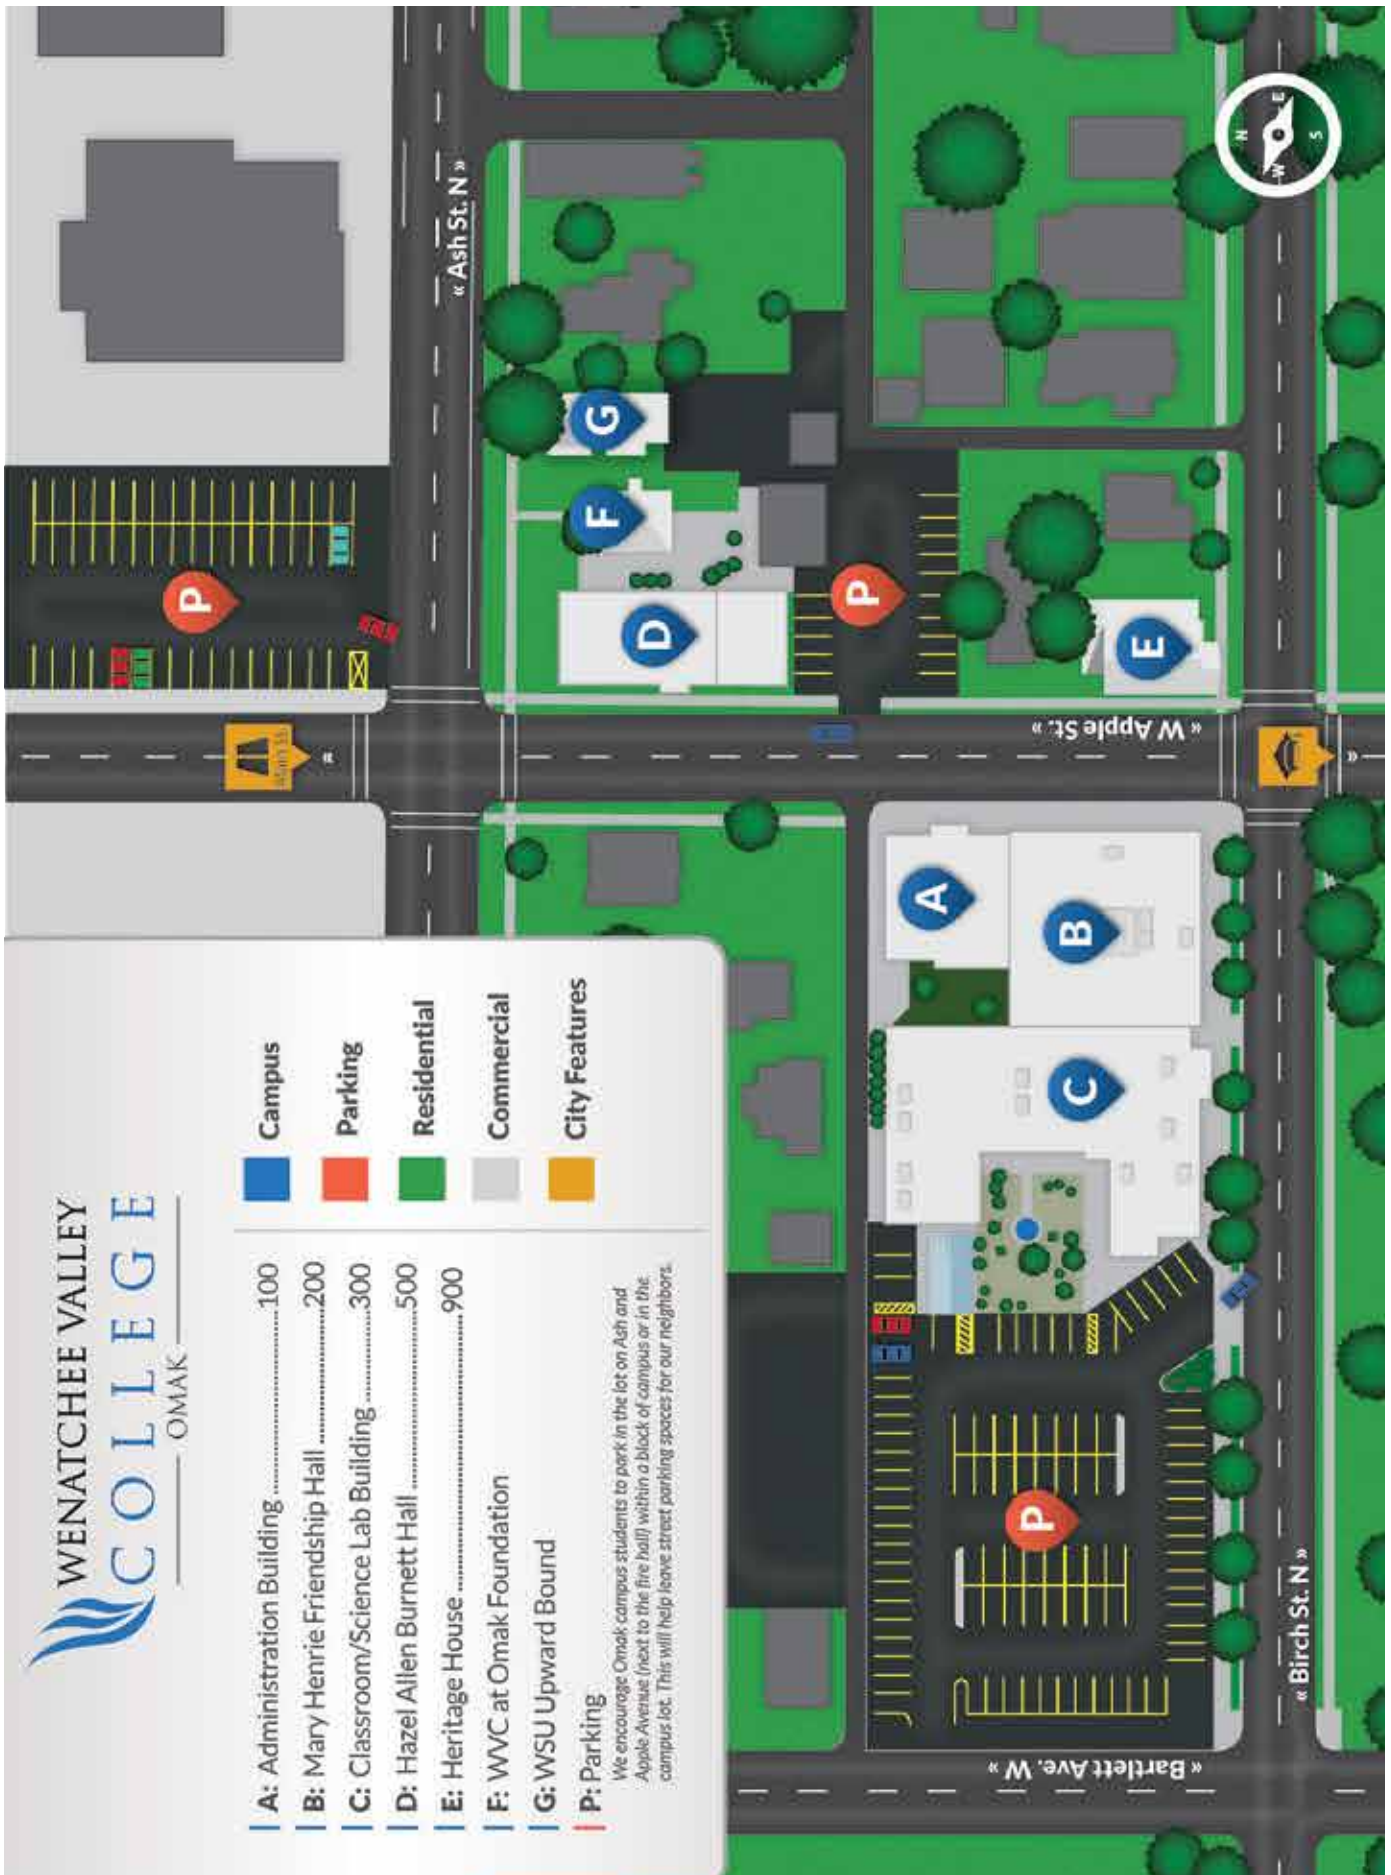 WENATCHEE VALLEY
COLLEGE
OMAK
A: Administration Building ..................100
B: Mary Henrie Friendship Hall ..................200
C: Classroom/Science Lab Building ..................300
D: Hazel Allen Burnett Hall ..................500
E: Heritage House ..................900
F: WVC at Omak Foundation
G: WSU Upward Bound
P: Parking
We encourage Omak campus students to park in the lot on Ash and
Apple Avenue (next to the fire hall) within a block of campus or in the
campus lot. This will help leave street parking spaces for our neighbors.
Campus
Parking
Residential
Commercial
City Features
P
Main St.
«
« Ash St. N »
G
F
D
P
E
« W Apple St. »
«
A
B
C
P
« Bartlett Ave. W »
« Birch St. N »
N
E
S
W